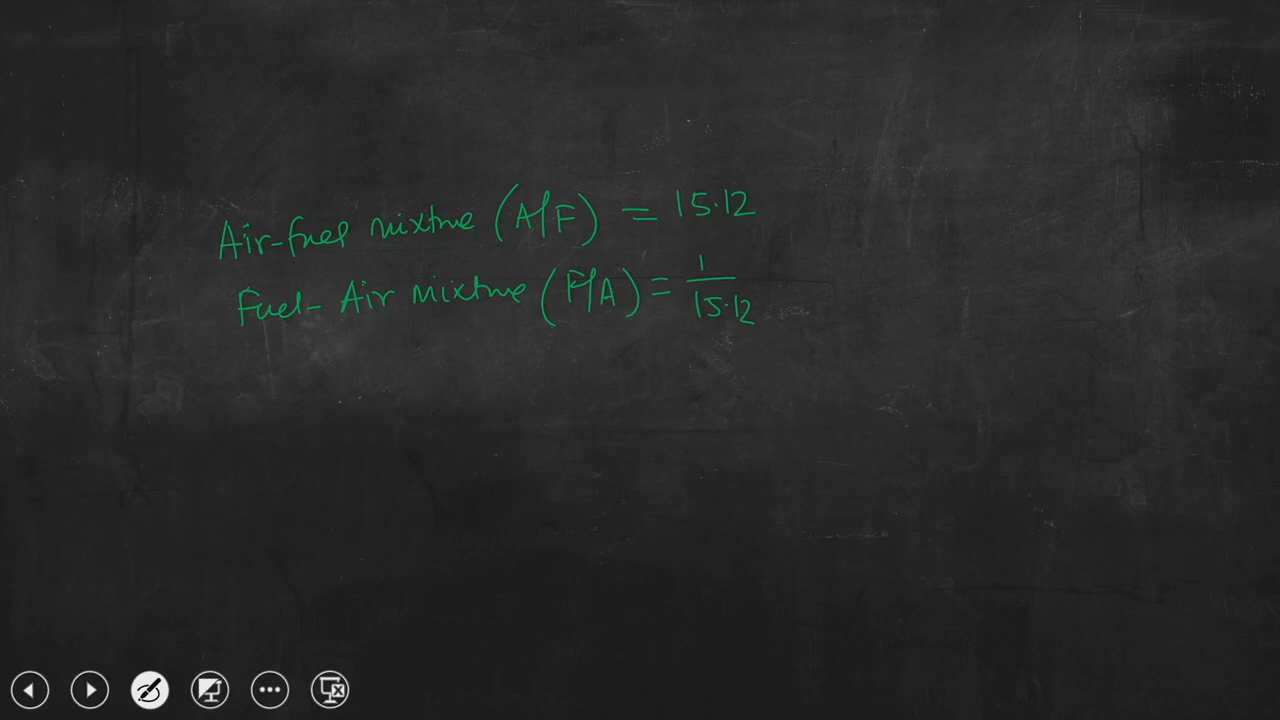 Air-fuel mixture (A/F) = 15.12
Fuel-Air mixture (F/A) = 1/15.12